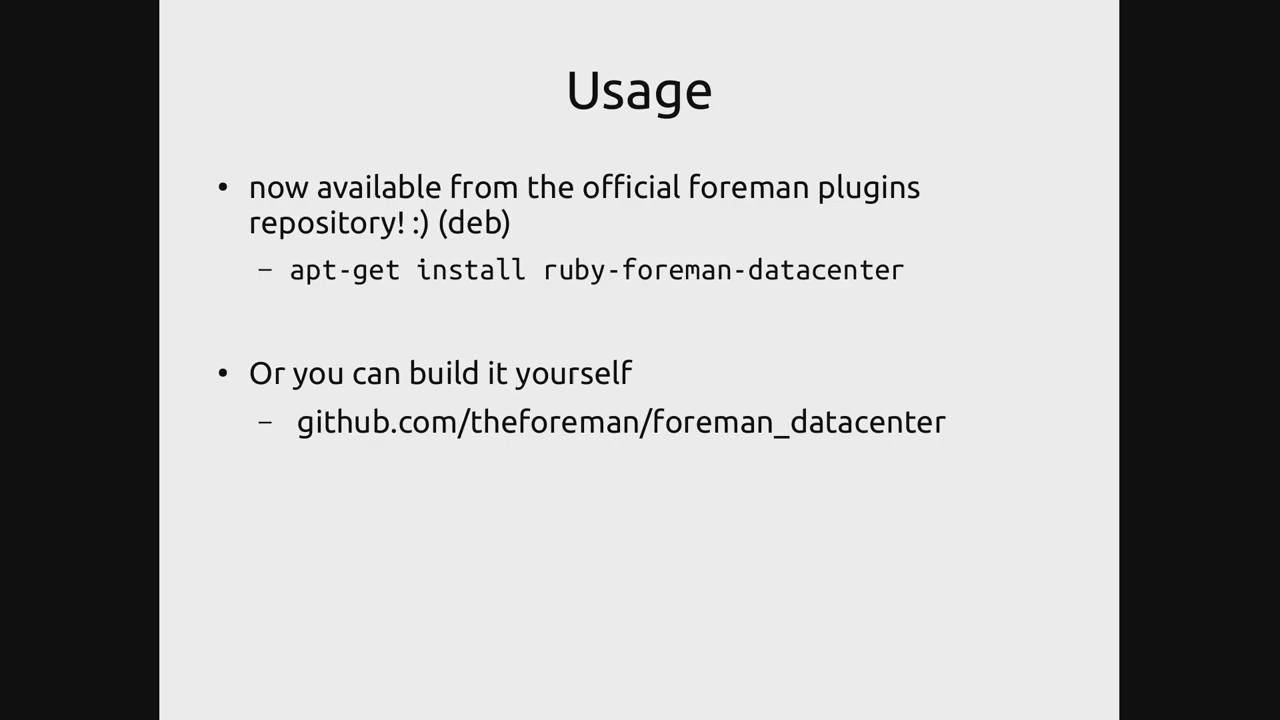 Usage
• now available from the official foreman plugins
repository! :) (deb)
– apt-get install ruby-foreman-datacenter
• Or you can build it yourself
– github.com/theforeman/foreman_datacenter